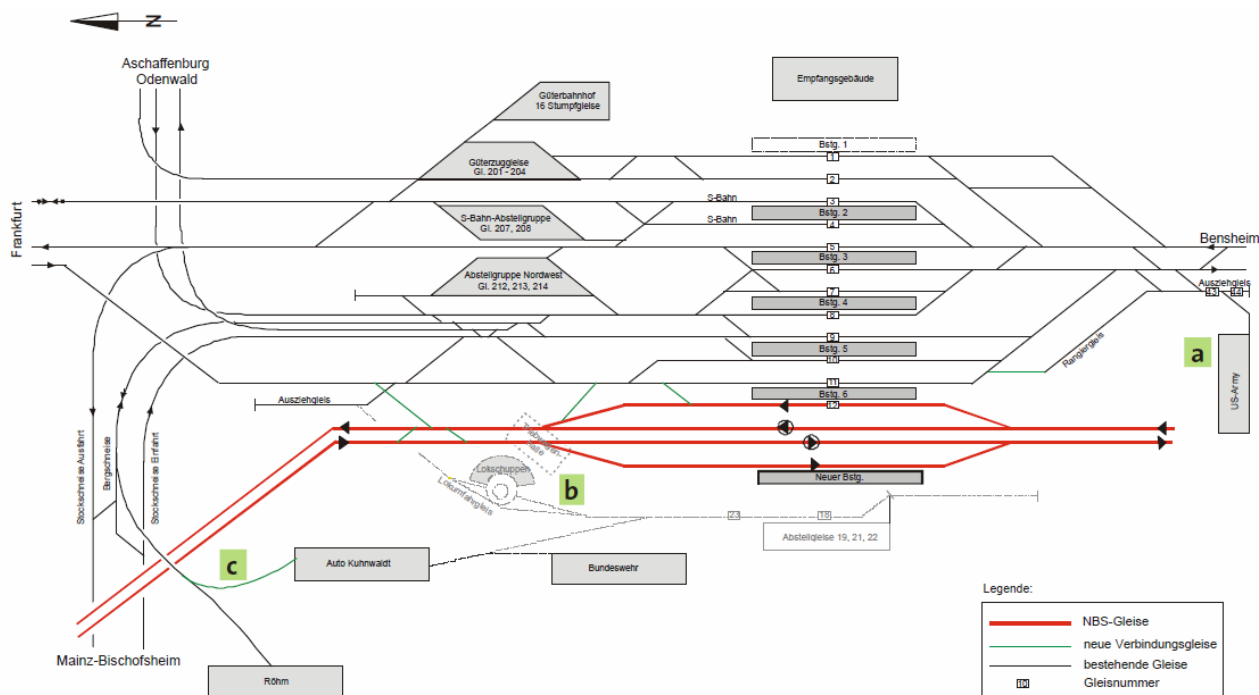 N
Aschaffenburg
Odenwald
Empfangsgebäude
Güterbahnhof
16 Stumpfgleise
Bstg. 1
1
Güterzuggleise
Gl. 201 - 204
2
Frankfurt
S-Bahn
3
S-Bahn-Abstellgruppe
Gl. 207, 208
Bstg. 2
S-Bahn
4
5
Bensheim
Bstg. 3
6
Abstellgruppe Nordwest
Gl. 212, 213, 214
Ausziehgleis
43
44
7
Bstg. 4
8
9
Bstg. 5
10
Rangiergleis
a
US-Army
11
Bstg. 6
12
Ausziehgleis
Stockschneise Ausfahrt
Bergschneise
Stockschneise Einfahrt
Lokschuppen
Lokumfahrgleis
b
Neuer Bstg.
23
18
Abstellgleise 19, 21, 22
c
Auto Kuhnwaldt
Bundeswehr
Legende:
NBS-Gleise
neue Verbindungsgleise
bestehende Gleise
10
Gleisnummer
Mainz-Bischofsheim
Röhm